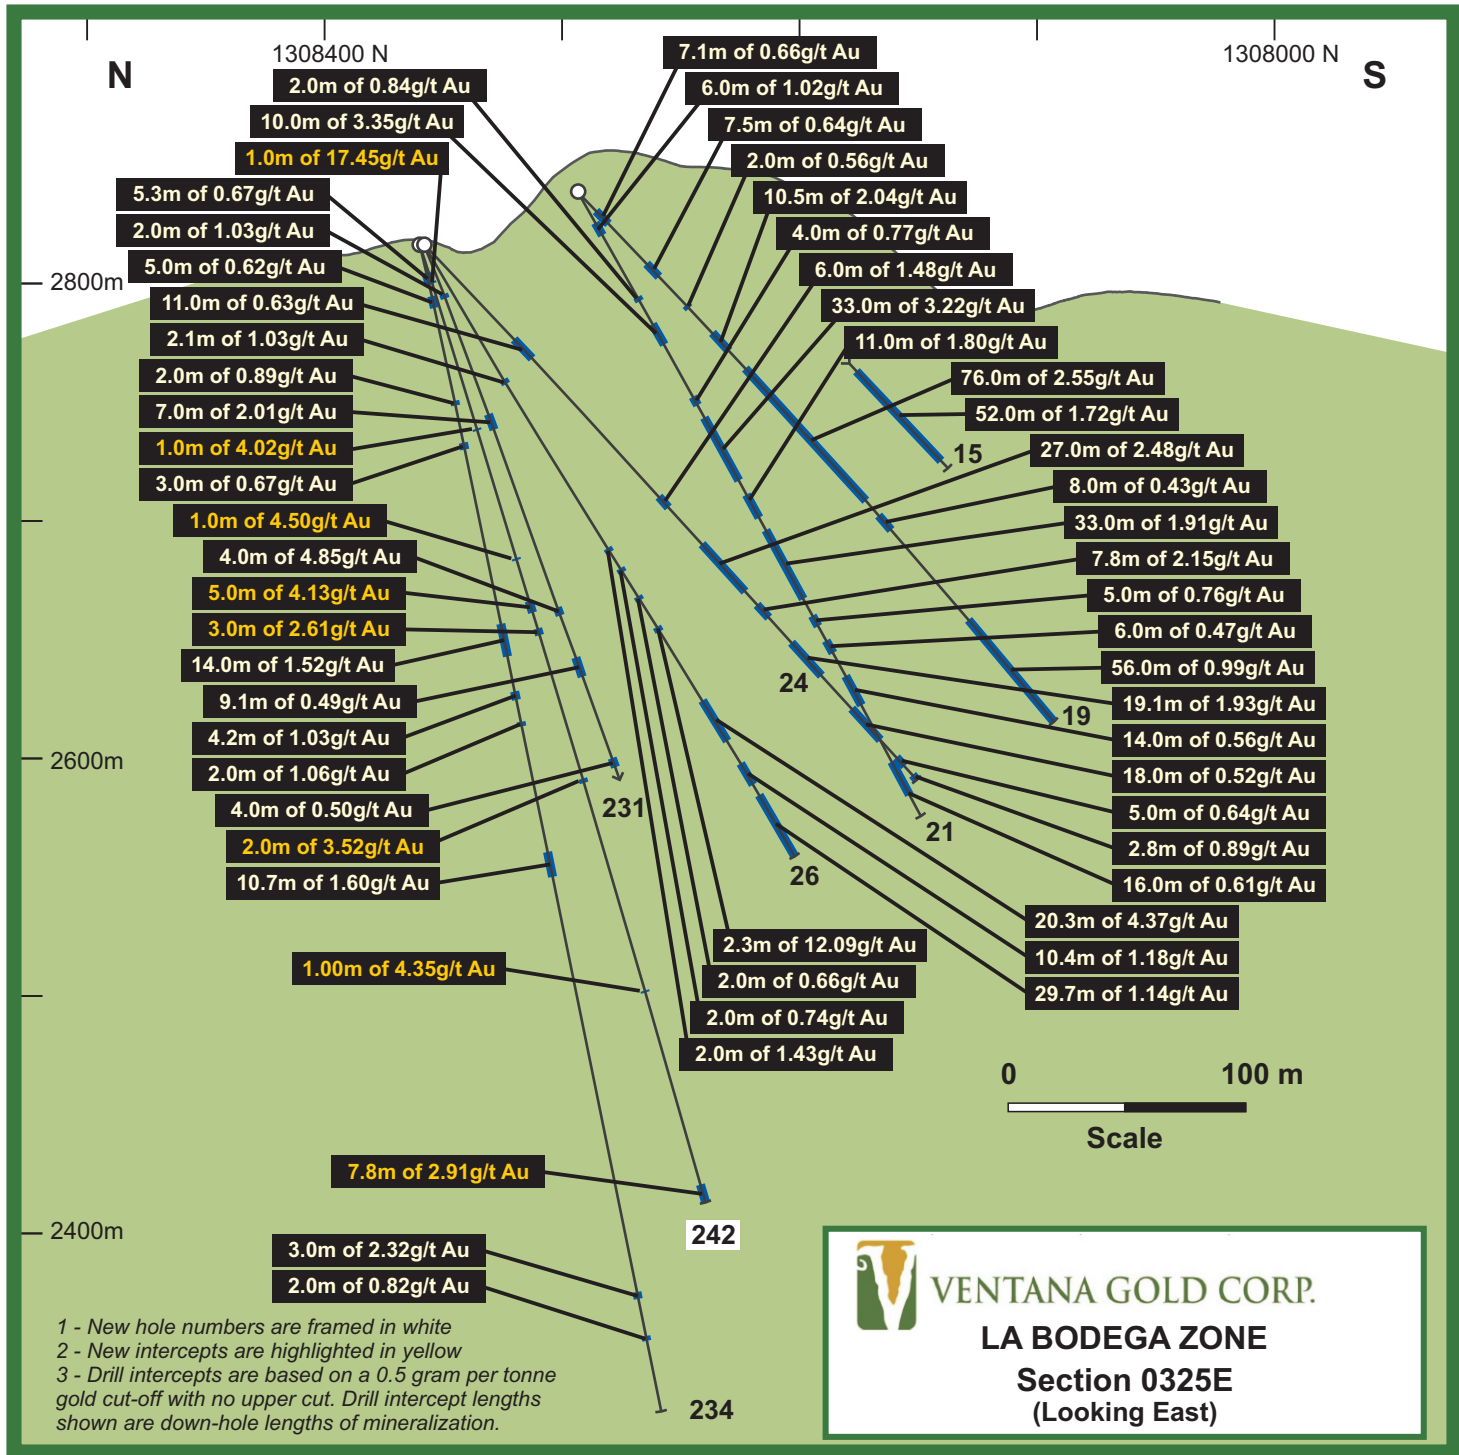 1308400 N
1308000 N
N
S
2.0m of 0.84g/t Au
10.0m of 3.35g/t Au
1.0m of 17.45g/t Au
5.3m of 0.67g/t Au
2.0m of 1.03g/t Au
5.0m of 0.62g/t Au
11.0m of 0.63g/t Au
2.1m of 1.03g/t Au
2.0m of 0.89g/t Au
7.0m of 2.01g/t Au
1.0m of 4.02g/t Au
3.0m of 0.67g/t Au
1.0m of 4.50g/t Au
4.0m of 4.85g/t Au
5.0m of 4.13g/t Au
3.0m of 2.61g/t Au
14.0m of 1.52g/t Au
9.1m of 0.49g/t Au
4.2m of 1.03g/t Au
2.0m of 1.06g/t Au
4.0m of 0.50g/t Au
2.0m of 3.52g/t Au
10.7m of 1.60g/t Au
1.00m of 4.35g/t Au
7.8m of 2.91g/t Au
3.0m of 2.32g/t Au
2.0m of 0.82g/t Au
7.1m of 0.66g/t Au
6.0m of 1.02g/t Au
7.5m of 0.64g/t Au
2.0m of 0.56g/t Au
10.5m of 2.04g/t Au
4.0m of 0.77g/t Au
6.0m of 1.48g/t Au
33.0m of 3.22g/t Au
11.0m of 1.80g/t Au
76.0m of 2.55g/t Au
52.0m of 1.72g/t Au
27.0m of 2.48g/t Au
8.0m of 0.43g/t Au
33.0m of 1.91g/t Au
7.8m of 2.15g/t Au
5.0m of 0.76g/t Au
6.0m of 0.47g/t Au
56.0m of 0.99g/t Au
19.1m of 1.93g/t Au
14.0m of 0.56g/t Au
18.0m of 0.52g/t Au
5.0m of 0.64g/t Au
2.8m of 0.89g/t Au
16.0m of 0.61g/t Au
20.3m of 4.37g/t Au
10.4m of 1.18g/t Au
29.7m of 1.14g/t Au
2.3m of 12.09g/t Au
2.0m of 0.66g/t Au
2.0m of 0.74g/t Au
2.0m of 1.43g/t Au
2800m
2600m
2400m
15
24
19
231
21
26
242
234
0 100 m
Scale
1 - New hole numbers are framed in white
2 - New intercepts are highlighted in yellow
3 - Drill intercepts are based on a 0.5 gram per tonne
gold cut-off with no upper cut. Drill intercept lengths
shown are down-hole lengths of mineralization.
VENTANA GOLD CORP.
LA BODEGA ZONE
Section 0325E
(Looking East)